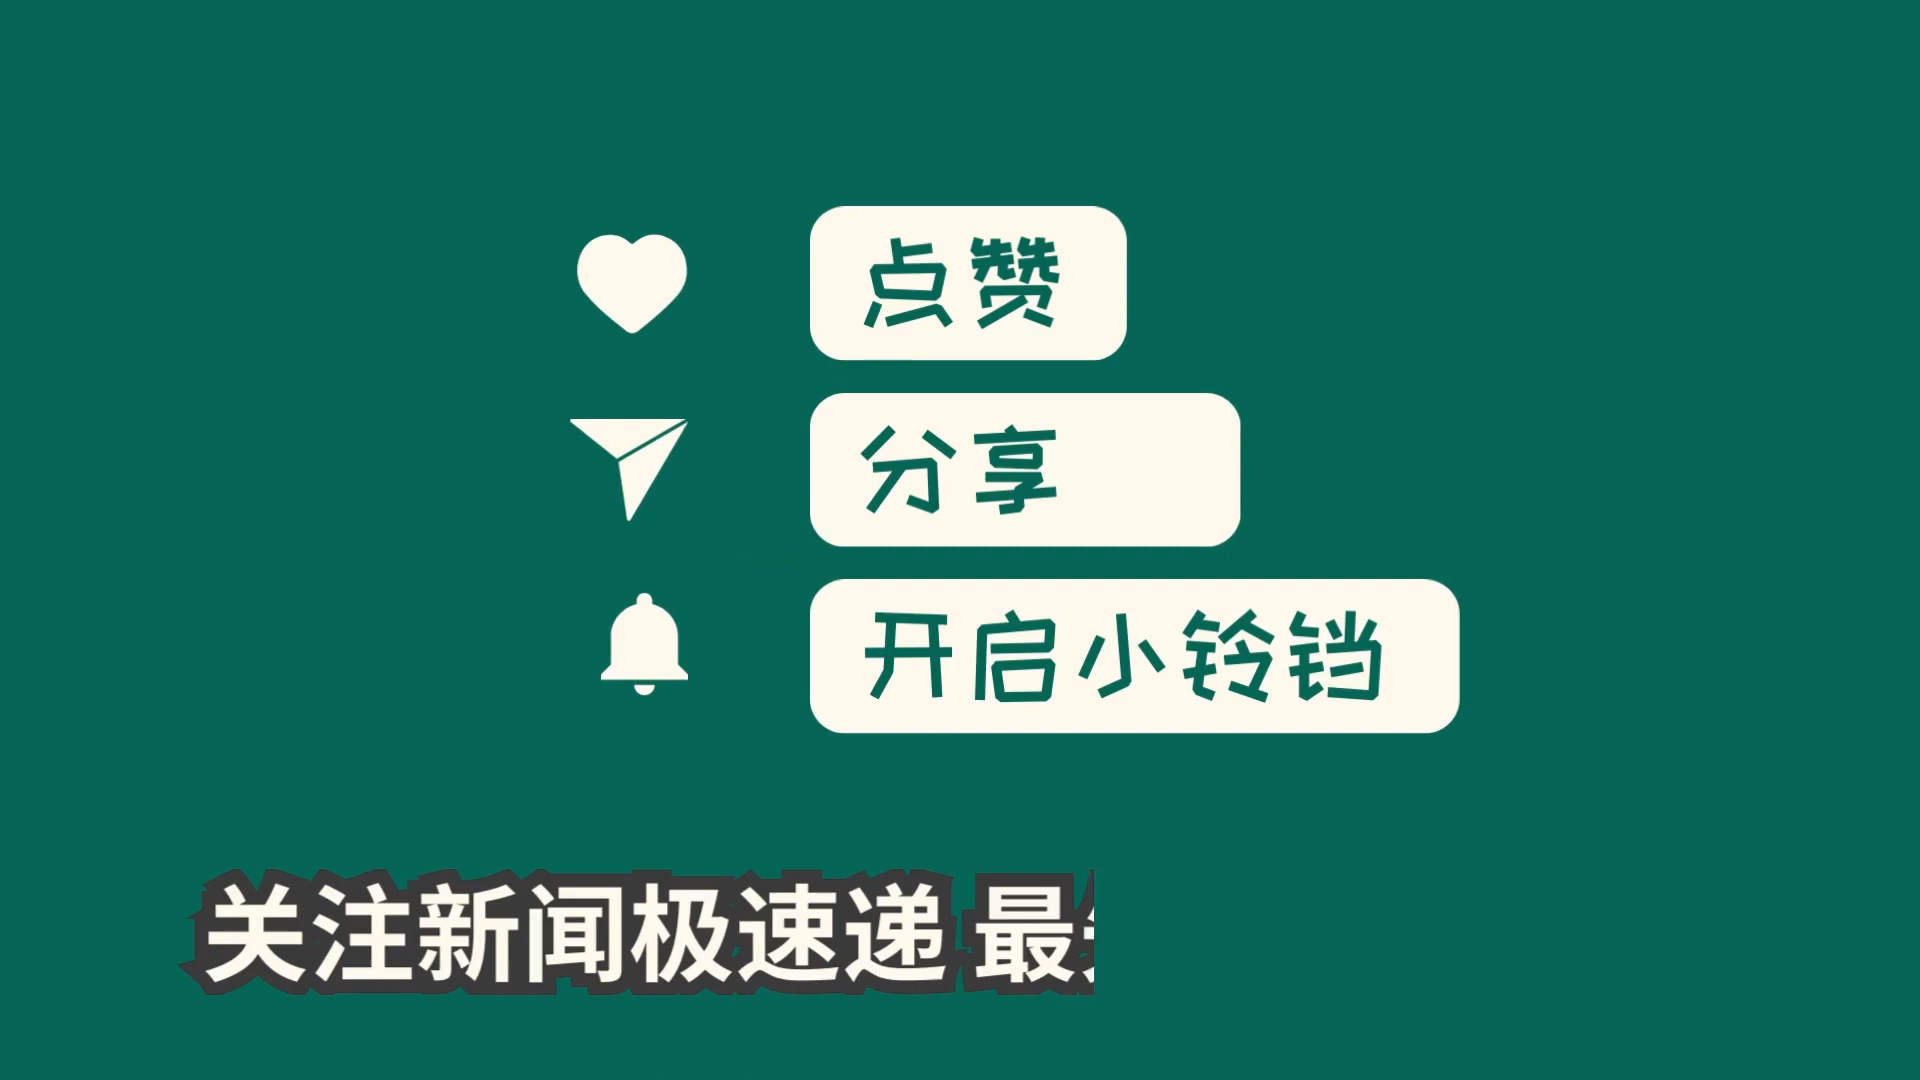 点赞
分享
开启小铃铛
关注新闻极速递 最